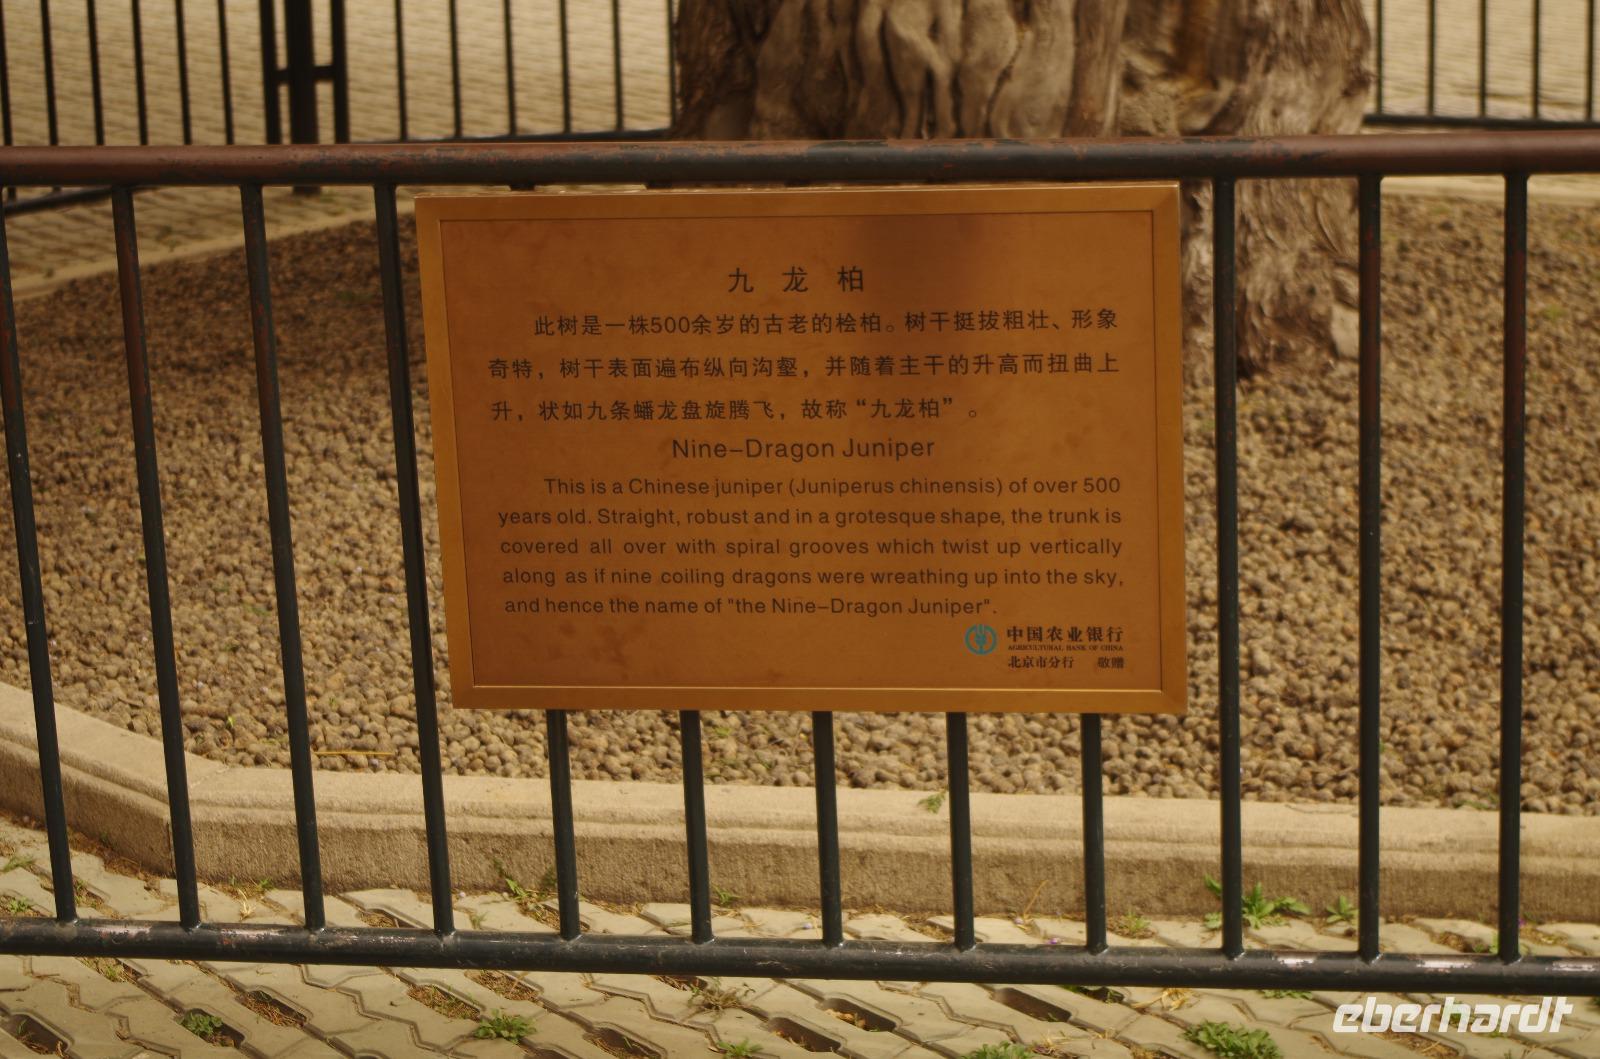 九龙柏
此树是一株500余岁的古老的桧柏。树干挺拔粗壮、形象
奇特，树干表面遍布纵向沟壑，并随着主干的升高而扭曲上
升，状如九条蟠龙盘旋腾飞，故称“九龙柏”。
Nine-Dragon Juniper
This is a Chinese juniper (Juniperus chinensis) of over 500
years old. Straight, robust and in a grotesque shape, the trunk is
covered all over with spiral grooves which twist up vertically
along as if nine coiling dragons were wreathing up into the sky,
and hence the name of "the Nine-Dragon Juniper".
中国农业银行
AGRICULTURAL BANK OF CHINA
北京市分行 敬赠
eberhardt